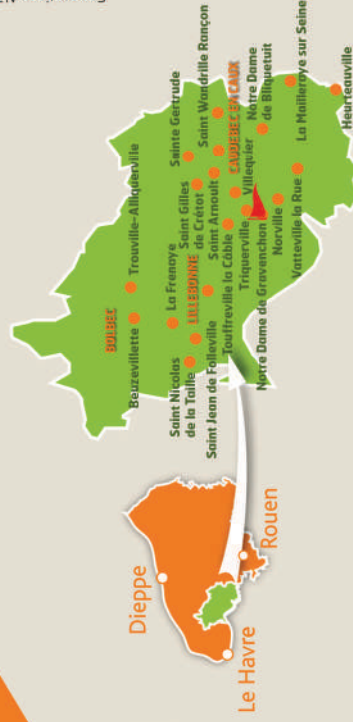 Dieppe
Le Havre
Rouen
BOLBEC
Beuzevillette
Trouville-Alliquerville
La Frenaye
Saint Nicolas
de la Taille
LILLEBONNE
Saint Jean de Folleville
Sainte Gertrude
Saint Wandrille Rançon
Saint Gilles
de Crétot
Saint Arnoult
CAUDEBEC EN CAUX
Touffreville la Câble
Triquerville
Villequier
Notre Dame
de Bliquetuit
Notre Dame de Gravenchon
Norville
Vatteville la Rue
La Mailleraye sur Seine
Heurteauville